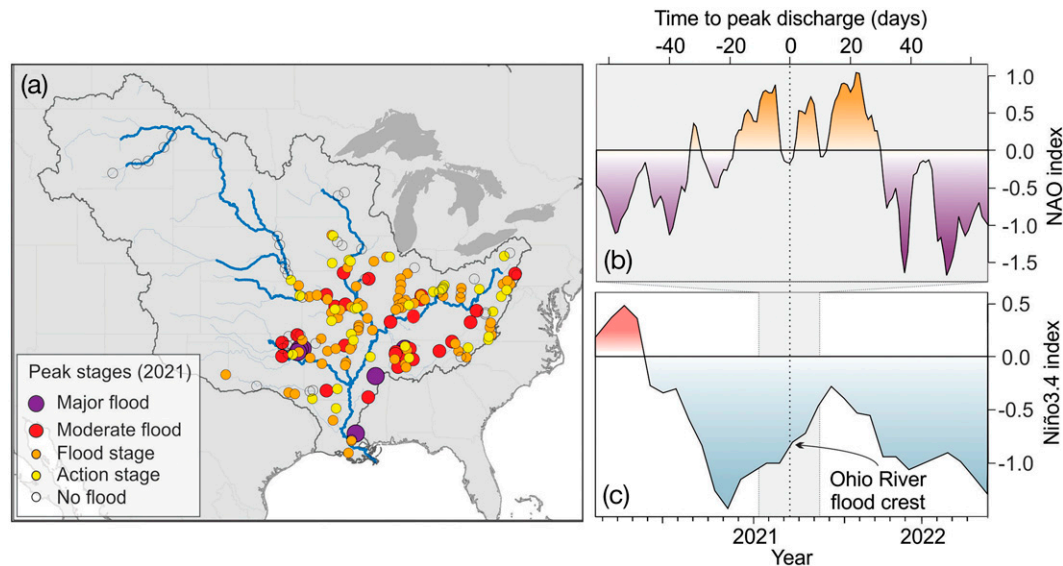 (a)
Peak stages (2021)
Major flood
Moderate flood
Flood stage
Action stage
No flood
Time to peak discharge (days)
-40 -20 0 20 40
1.0
0.5
0.0
-0.5
-1.0
-1.5
NAO index
(b)
0.5
0.0
-0.5
-1.0
Niño3.4 index
(c)
Ohio River
flood crest
2021 2022
Year